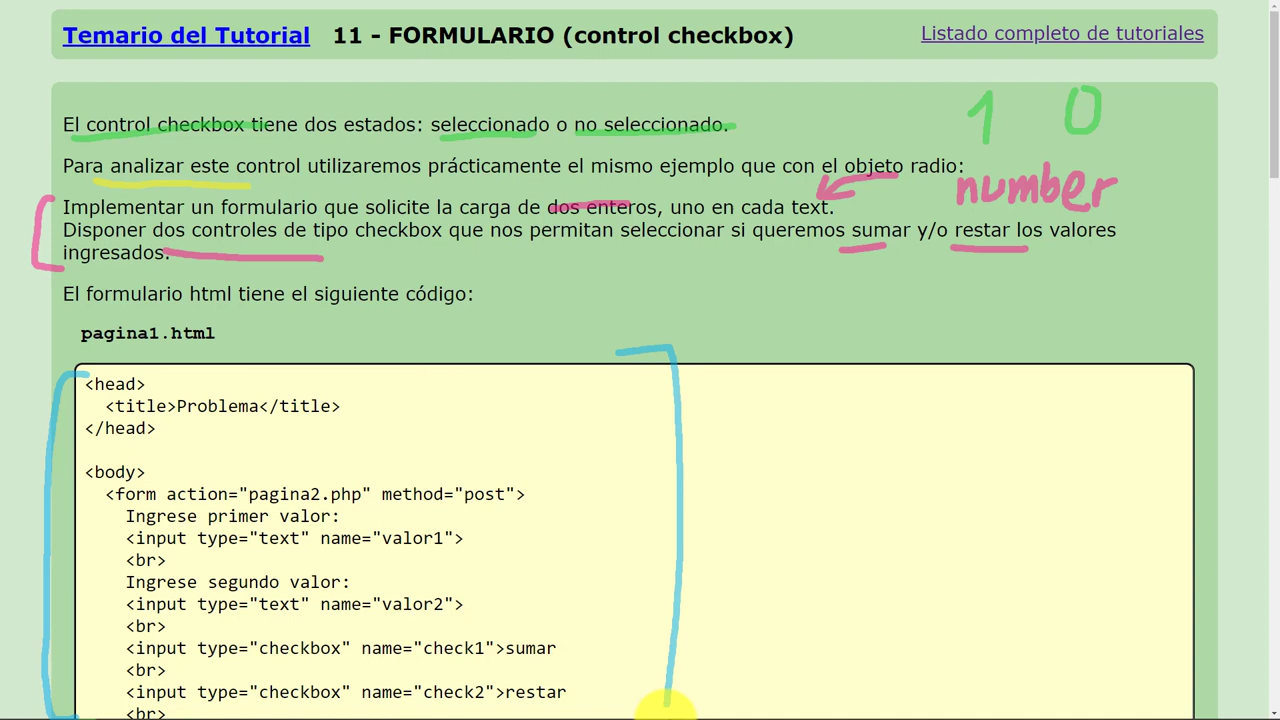 Temario del Tutorial 11 - FORMULARIO (control checkbox) Listado completo de tutoriales
1 0
El control checkbox tiene dos estados: seleccionado o no seleccionado.
Para analizar este control utilizaremos prácticamente el mismo ejemplo que con el objeto radio:
number
Implementar un formulario que solicite la carga de dos enteros, uno en cada text.
Disponer dos controles de tipo checkbox que nos permitan seleccionar si queremos sumar y/o restar los valores
ingresados.
El formulario html tiene el siguiente código:
pagina1.html
<head>
<title>Problema</title>
</head>
<body>
<form action="pagina2.php" method="post">
Ingrese primer valor:
<input type="text" name="valor1">
<br>
Ingrese segundo valor:
<input type="text" name="valor2">
<br>
<input type="checkbox" name="check1">sumar
<br>
<input type="checkbox" name="check2">restar
<br>